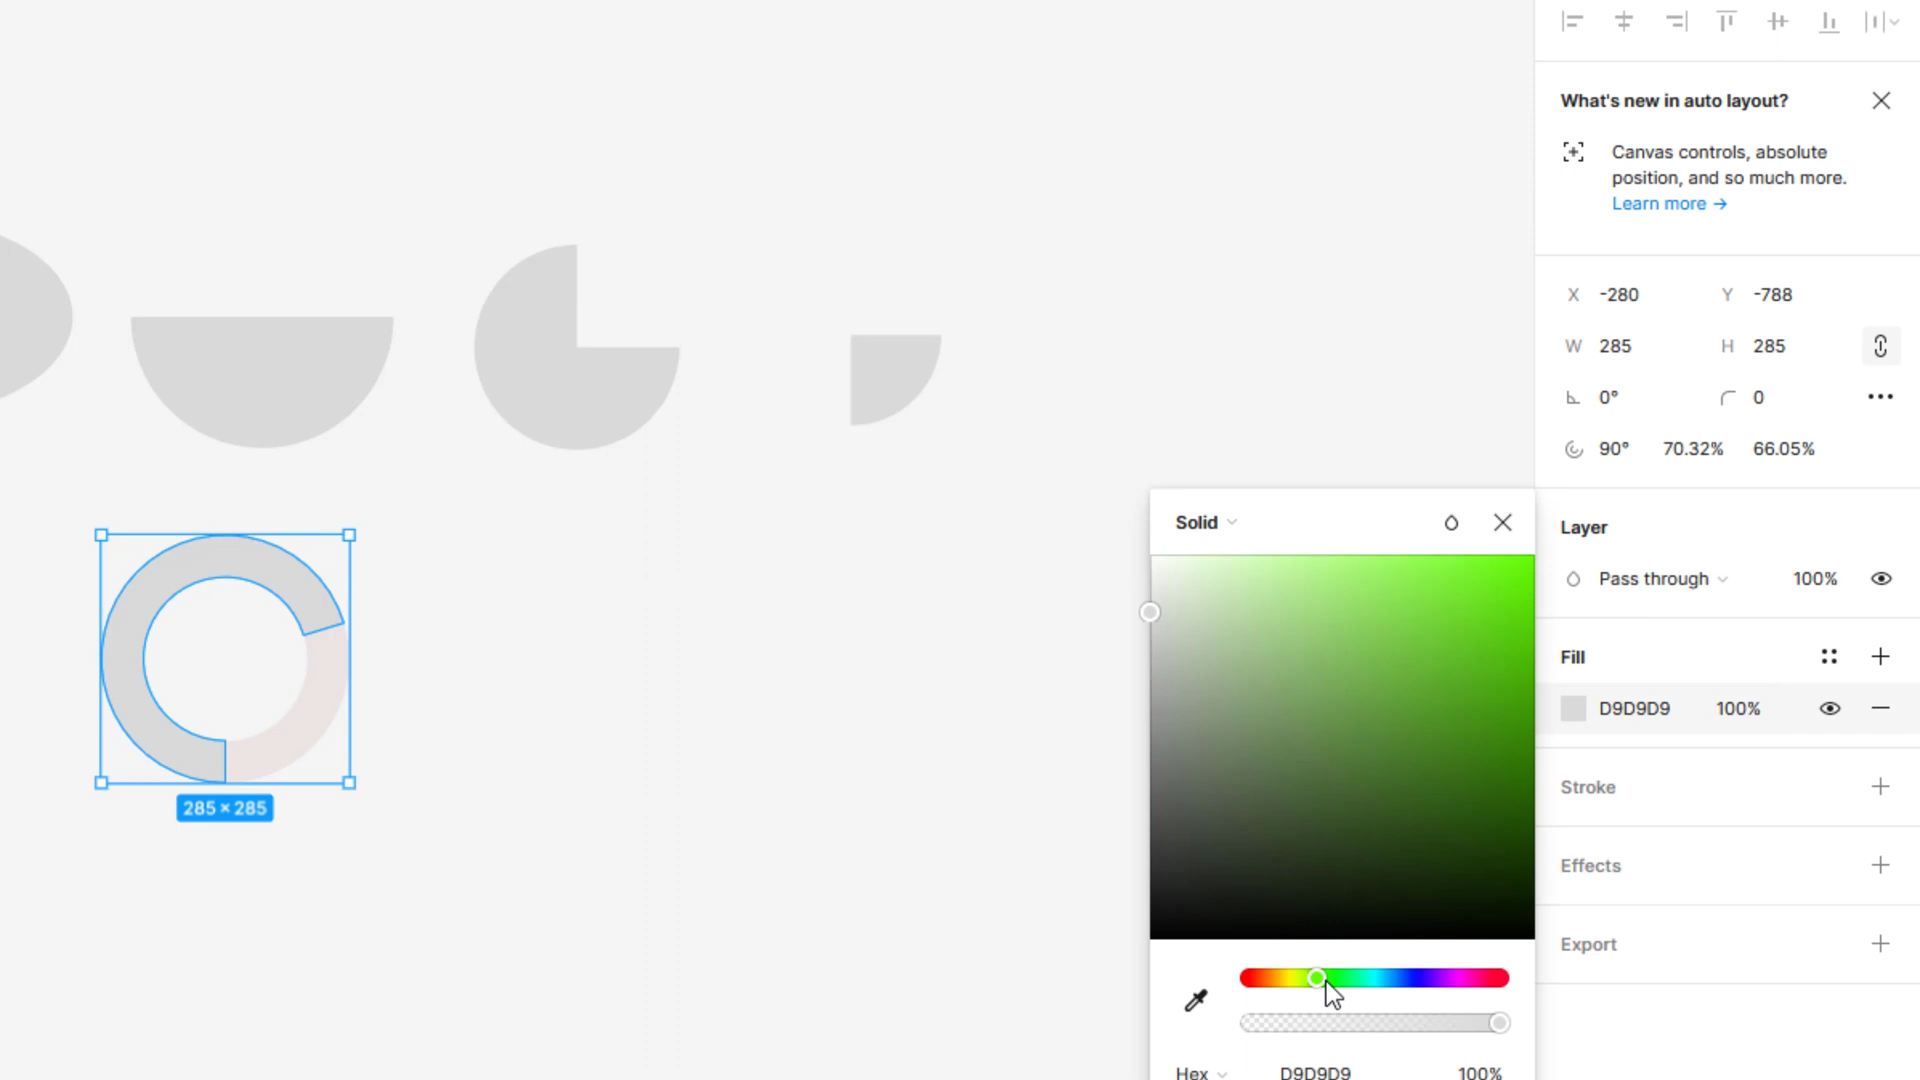 What's new in auto layout?
Canvas controls, absolute
position, and so much more.
Learn more →
X -280 Y -788
W 285 H 285
0° 0
90° 70.32% 66.05%
Solid
Layer
Pass through 100%
Fill
D9D9D9 100%
Stroke
285 × 285
Effects
Export
Hex D9D9D9 100%